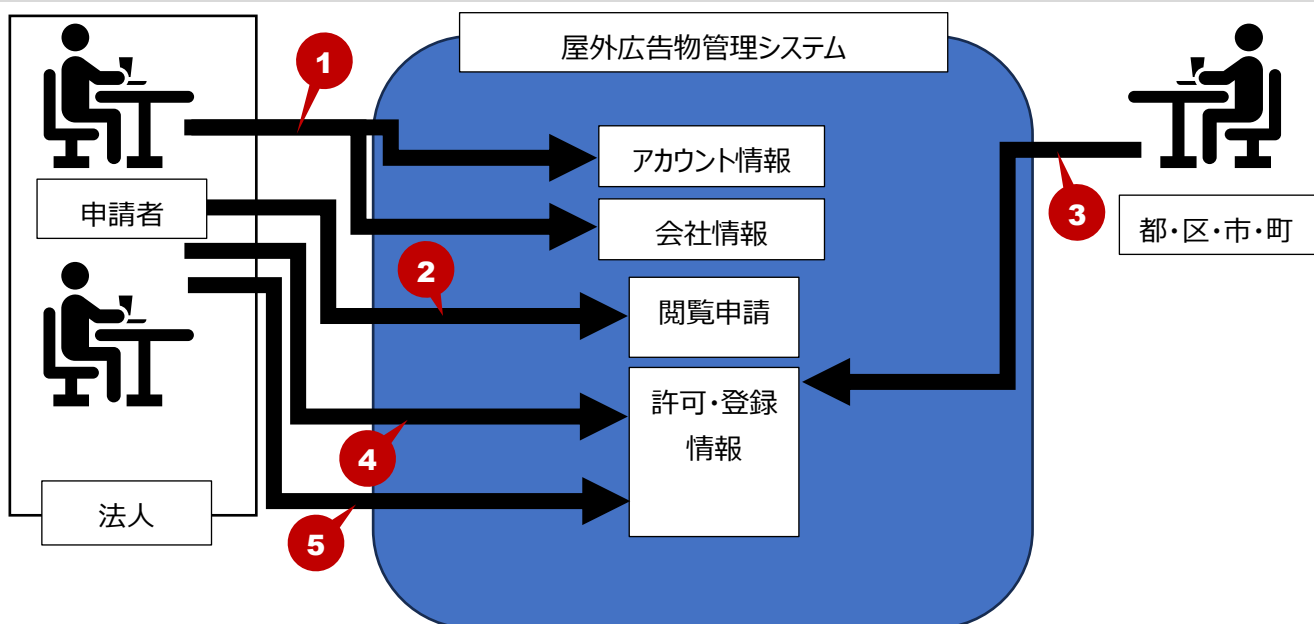 屋外広告物管理システム
1
アカウント情報
申請者
会社情報
3
都・区・市・町
2
閲覧申請
許可・登録
情報
4
法人
5